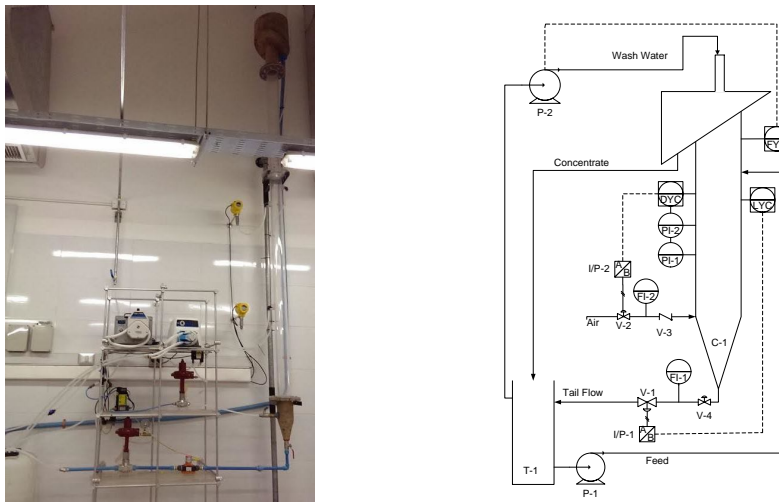 Wash Water
P-2
FY
Concentrate
DYC
LYC
PI-2
I/P-2
A
B
PI-1
FI-2
Air
V-2
V-3
C-1
FI-1
Tail Flow
V-1
V-4
I/P-1
A
B
T-1
Feed
P-1